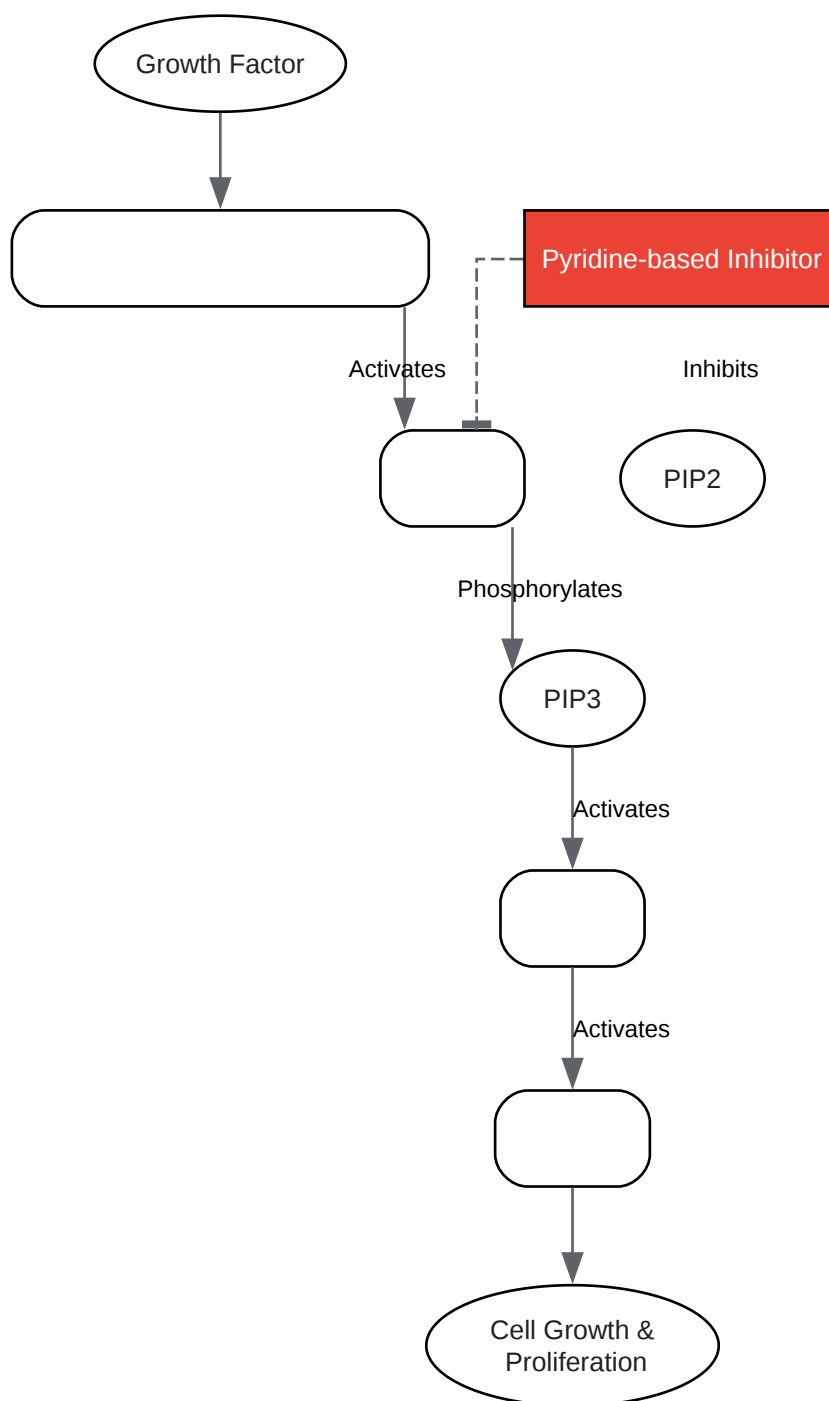 Growth Factor
Pyridine-based Inhibitor
Activates
Inhibits
PIP2
Phosphorylates
PIP3
Activates
Activates
Cell Growth &
Proliferation